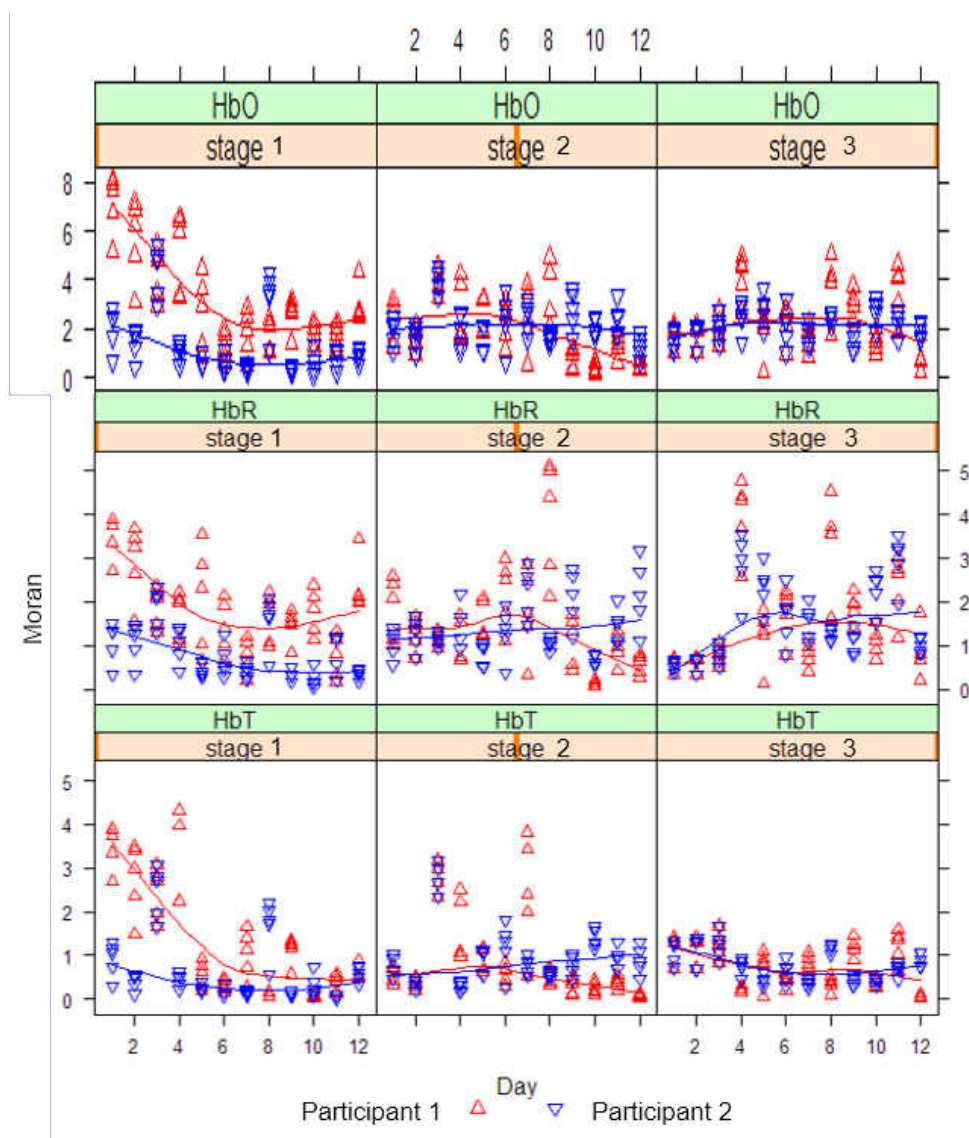 2 4 6 8 10 12
HbO HbO HbO
stage 1 stage 2 stage 3
8
6
4
2
0
HbR HbR HbR
stage 1 stage 2 stage 3
5
4
3
2
1
0
Moran
HbT HbT HbT
stage 1 stage 2 stage 3
5
4
3
2
1
0
2 4 6 8 10 12 2 4 6 8 10 12
Day
Participant 1 Participant 2